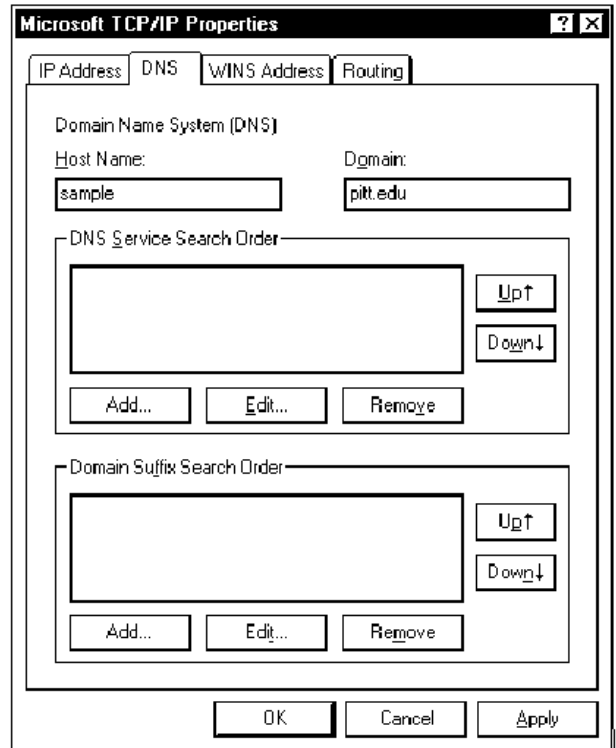 Microsoft TCP/IP Properties ? X
IP Address DNS WINS Address Routing
Domain Name System (DNS)
Host Name: Domain:
sample pitt.edu
DNS Service Search Order
Up↑
Down↓
Add... Edit... Remove
Domain Suffix Search Order
Up↑
Down↓
Add... Edit... Remove
OK Cancel Apply